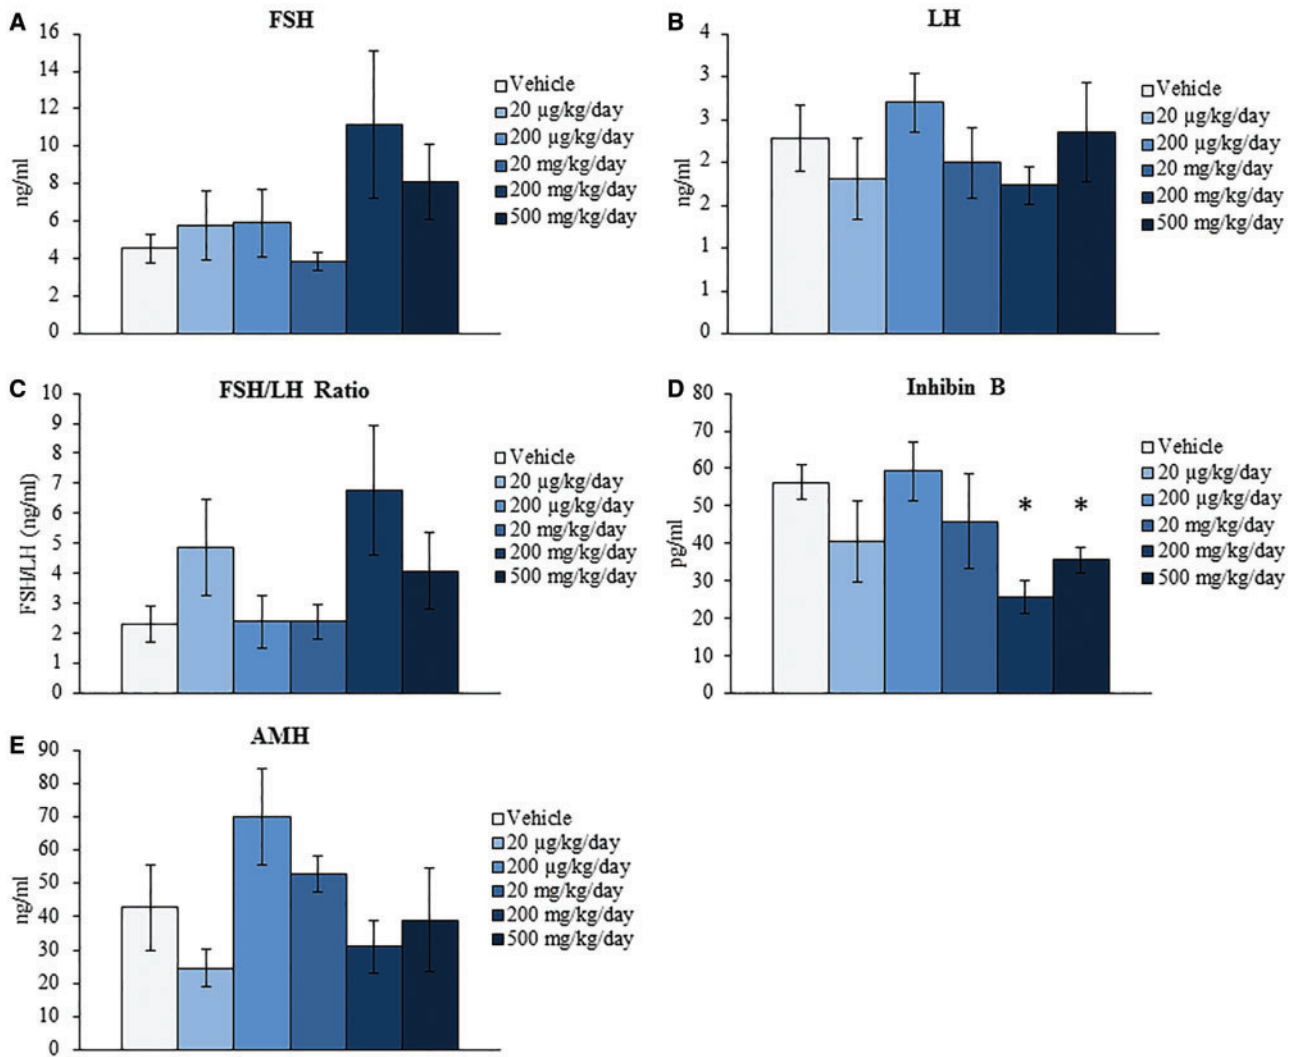 A
FSH
16
14
12
10
8
6
4
2
0
ng/ml
Vehicle
20 µg/kg/day
200 µg/kg/day
20 mg/kg/day
200 mg/kg/day
500 mg/kg/day
B
LH
4
3
3
2
2
1
1
0
ng/ml
Vehicle
20 µg/kg/day
200 µg/kg/day
20 mg/kg/day
200 mg/kg/day
500 mg/kg/day
C
FSH/LH Ratio
10
9
8
7
6
5
4
3
2
1
0
FSH/LH (ng/ml)
Vehicle
20 µg/kg/day
200 µg/kg/day
20 mg/kg/day
200 mg/kg/day
500 mg/kg/day
D
Inhibin B
80
70
60
50
40
30
20
10
0
pg/ml
* *
Vehicle
20 µg/kg/day
200 µg/kg/day
20 mg/kg/day
200 mg/kg/day
500 mg/kg/day
E
AMH
90
80
70
60
50
40
30
20
10
0
ng/ml
Vehicle
20 µg/kg/day
200 µg/kg/day
20 mg/kg/day
200 mg/kg/day
500 mg/kg/day